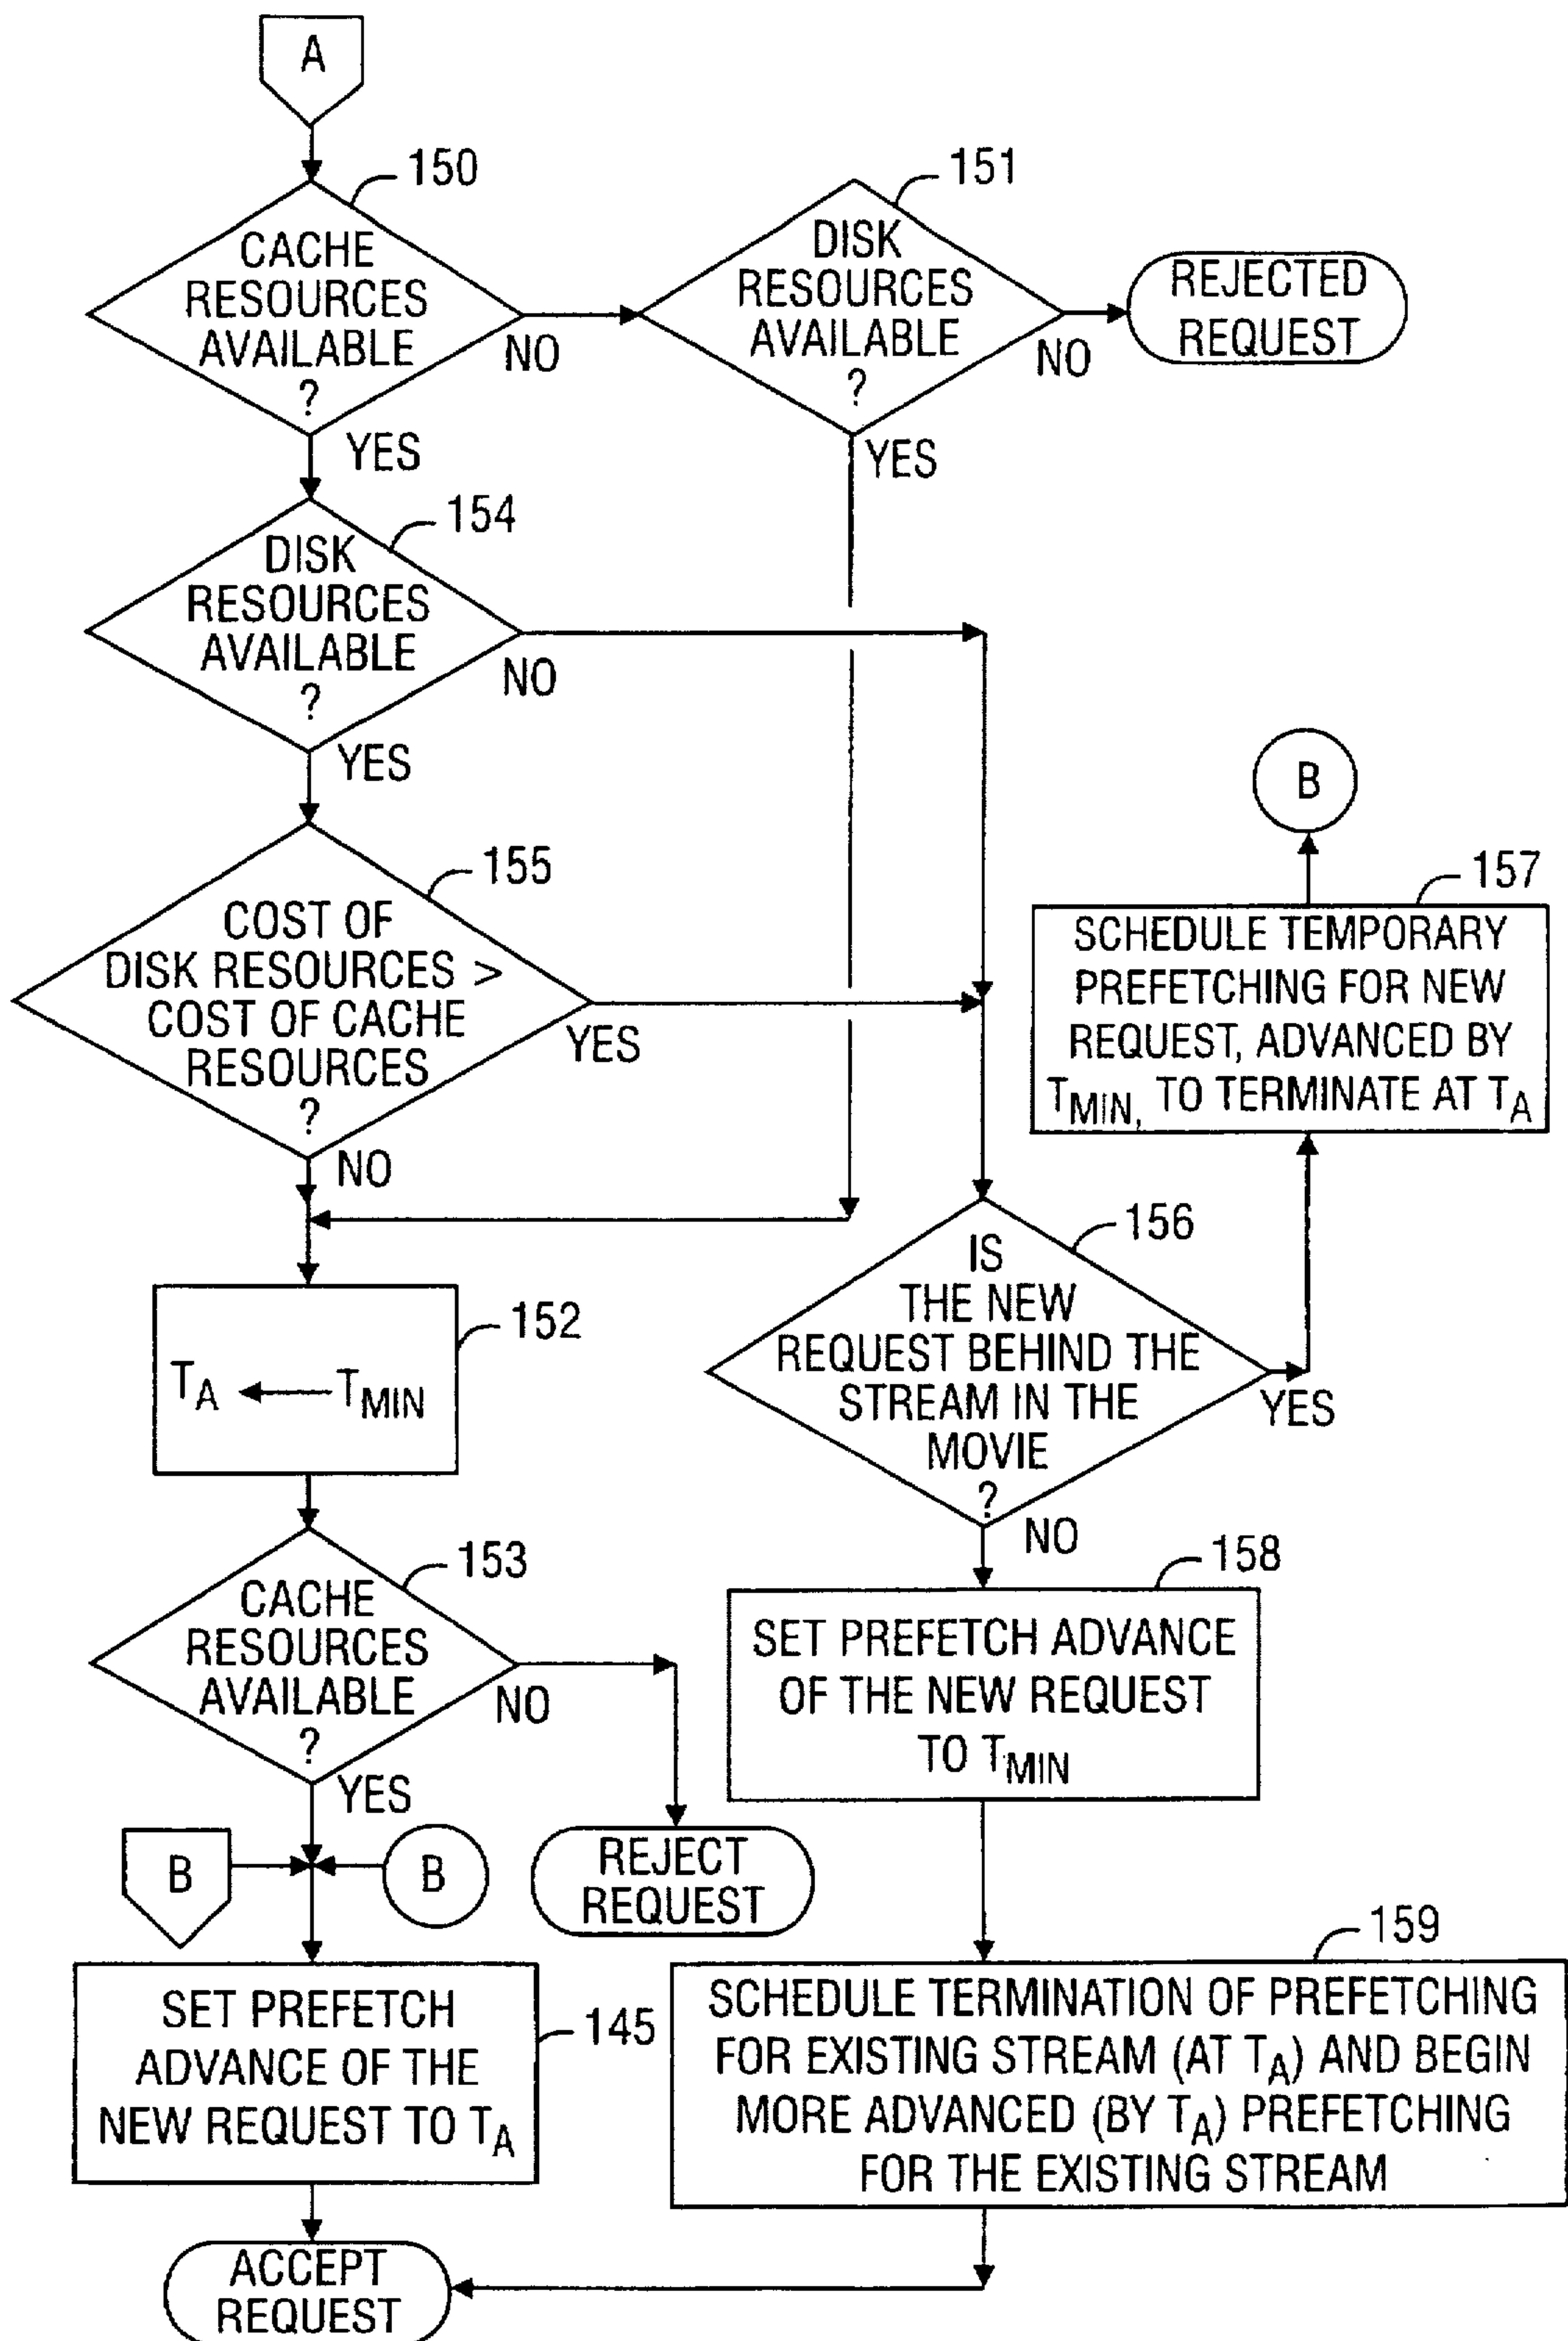 A
150
CACHE
RESOURCES
AVAILABLE
?
NO
YES
151
DISK
RESOURCES
AVAILABLE
?
NO
YES
REJECTED
REQUEST
154
DISK
RESOURCES
AVAILABLE
?
NO
YES
155
COST OF
DISK RESOURCES >
COST OF CACHE
RESOURCES
?
YES
NO
B
157
SCHEDULE TEMPORARY
PREFETCHING FOR NEW
REQUEST, ADVANCED BY
TMIN, TO TERMINATE AT TA
156
IS
THE NEW
REQUEST BEHIND THE
STREAM IN THE
MOVIE
?
YES
NO
152
TA ← TMIN
153
CACHE
RESOURCES
AVAILABLE
?
NO
YES
158
SET PREFETCH ADVANCE
OF THE NEW REQUEST
TO TMIN
B
B
REJECT
REQUEST
145
SET PREFETCH
ADVANCE OF THE
NEW REQUEST TO TA
159
SCHEDULE TERMINATION OF PREFETCHING
FOR EXISTING STREAM (AT TA) AND BEGIN
MORE ADVANCED (BY TA) PREFETCHING
FOR THE EXISTING STREAM
ACCEPT
REQUEST